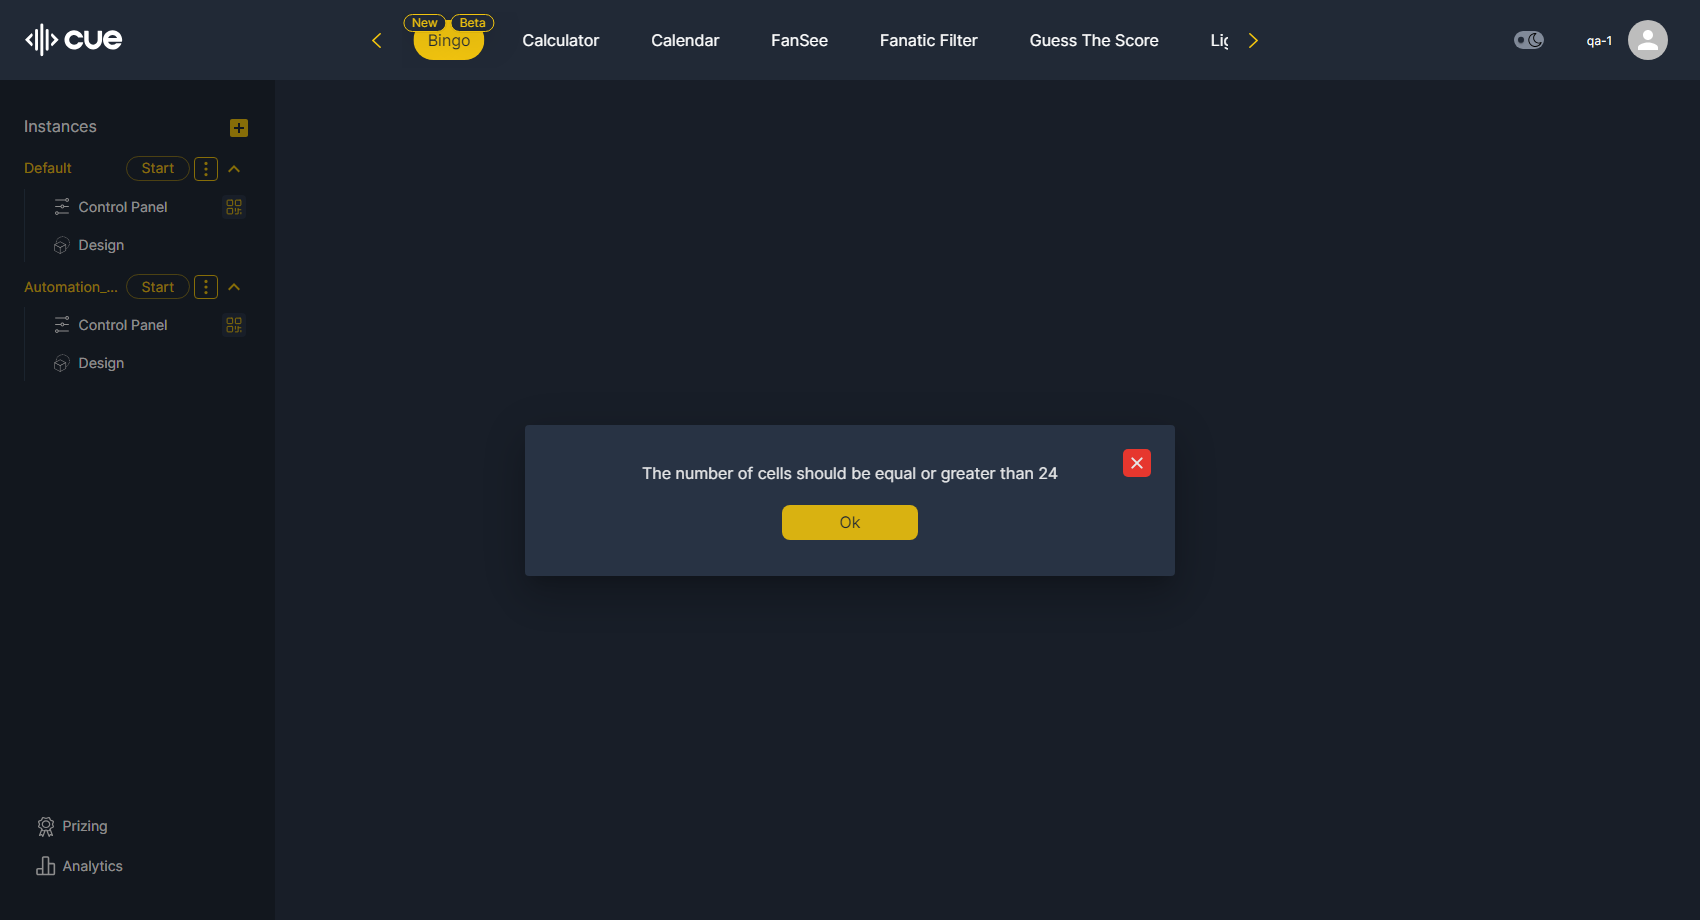 cue
New Beta
Bingo Calculator Calendar FanSee Fanatic Filter Guess The Score Lig
qa-1
Instances
Default Start
Control Panel
Design
Automation_... Start
Control Panel
Design
The number of cells should be equal or greater than 24
Ok
Prizing
Analytics